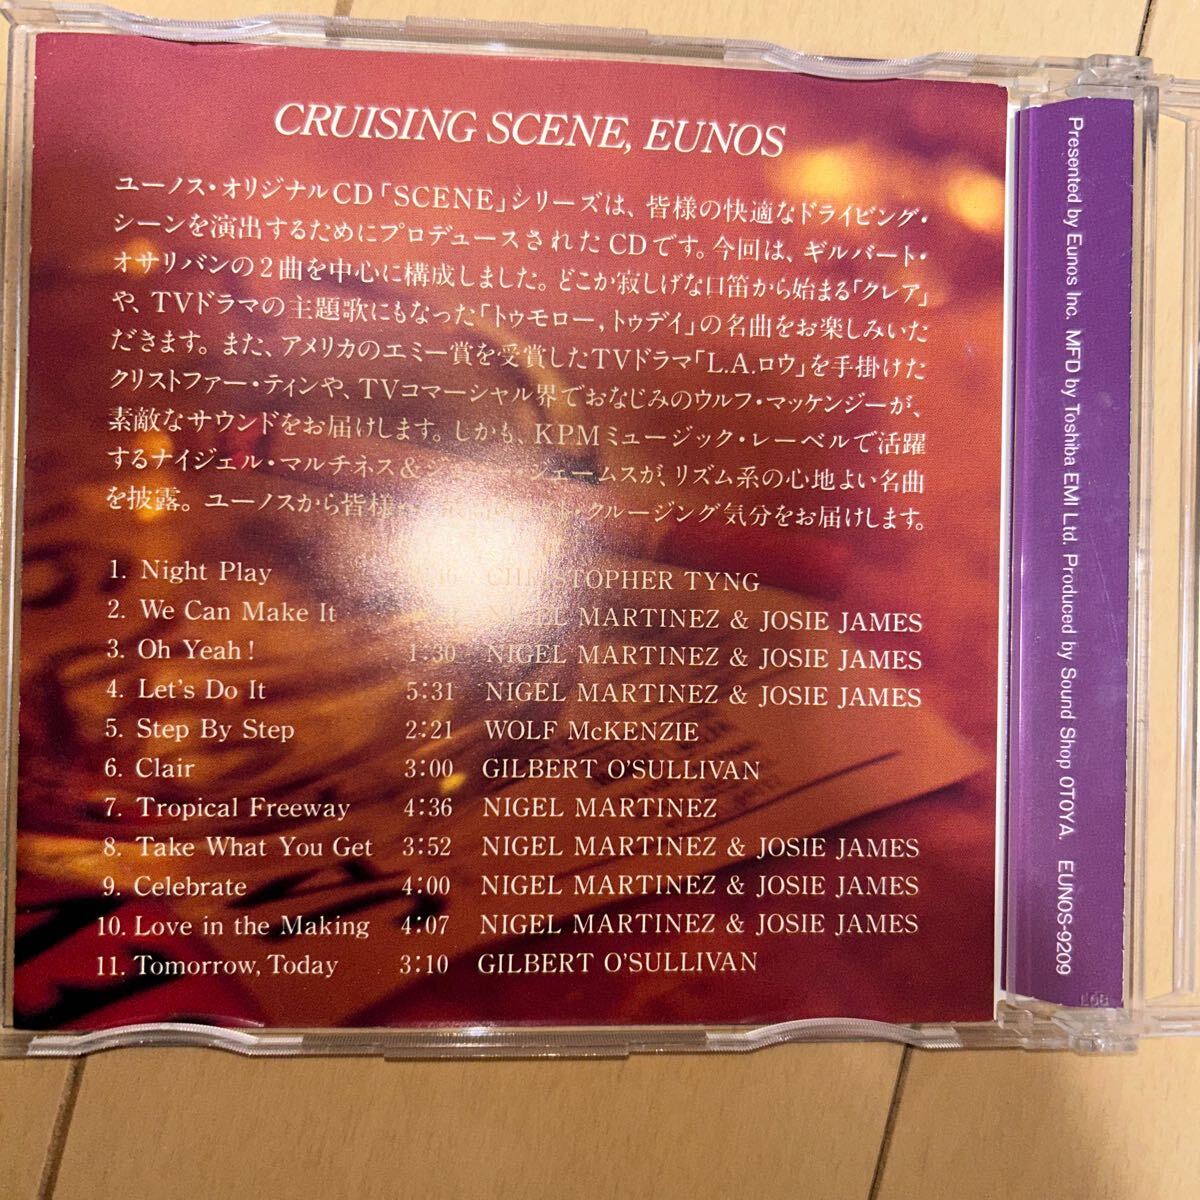 CRUISING SCENE, EUNOS
ユーノス・オリジナルCD「SCENE」シリーズは、皆様の快適なドライビング・
シーンを演出するためにプロデュースされたCDです。今回は、ギルバート・
オサリバンの2曲を中心に構成しました。どこか寂しげな口笛から始まる「クレア」
や、TVドラマの主題歌にもなった「トゥモロー,トゥデイ」の名曲をお楽しみいた
だきます。また、アメリカのエミー賞を受賞したTVドラマ「L.A.ロウ」を手掛けた
クリストファー・ティンや、TVコマーシャル界でおなじみのウルフ・マッケンジーが、
素敵なサウンドをお届けします。しかも、KPMミュージック・レーベルで活躍
するナイジェル・マルチネス&ジェームスが、リズム系の心地よい名曲
を披露。ユーノスから皆様 クルージング気分をお届けします。
1. Night Play CHRISTOPHER TYNG
2. We Can Make It NIGEL MARTINEZ & JOSIE JAMES
3. Oh Yeah! 1:30 NIGEL MARTINEZ & JOSIE JAMES
4. Let's Do It 5:31 NIGEL MARTINEZ & JOSIE JAMES
5. Step By Step 2:21 WOLF McKENZIE
6. Clair 3:00 GILBERT O'SULLIVAN
7. Tropical Freeway 4:36 NIGEL MARTINEZ
8. Take What You Get 3:52 NIGEL MARTINEZ & JOSIE JAMES
9. Celebrate 4:00 NIGEL MARTINEZ & JOSIE JAMES
10. Love in the Making 4:07 NIGEL MARTINEZ & JOSIE JAMES
11. Tomorrow, Today 3:10 GILBERT O'SULLIVAN
Presented by Eunos Inc. MFD by Toshiba EMI Ltd. Produced by Sound Shop OTOYA. EUNOS-9209